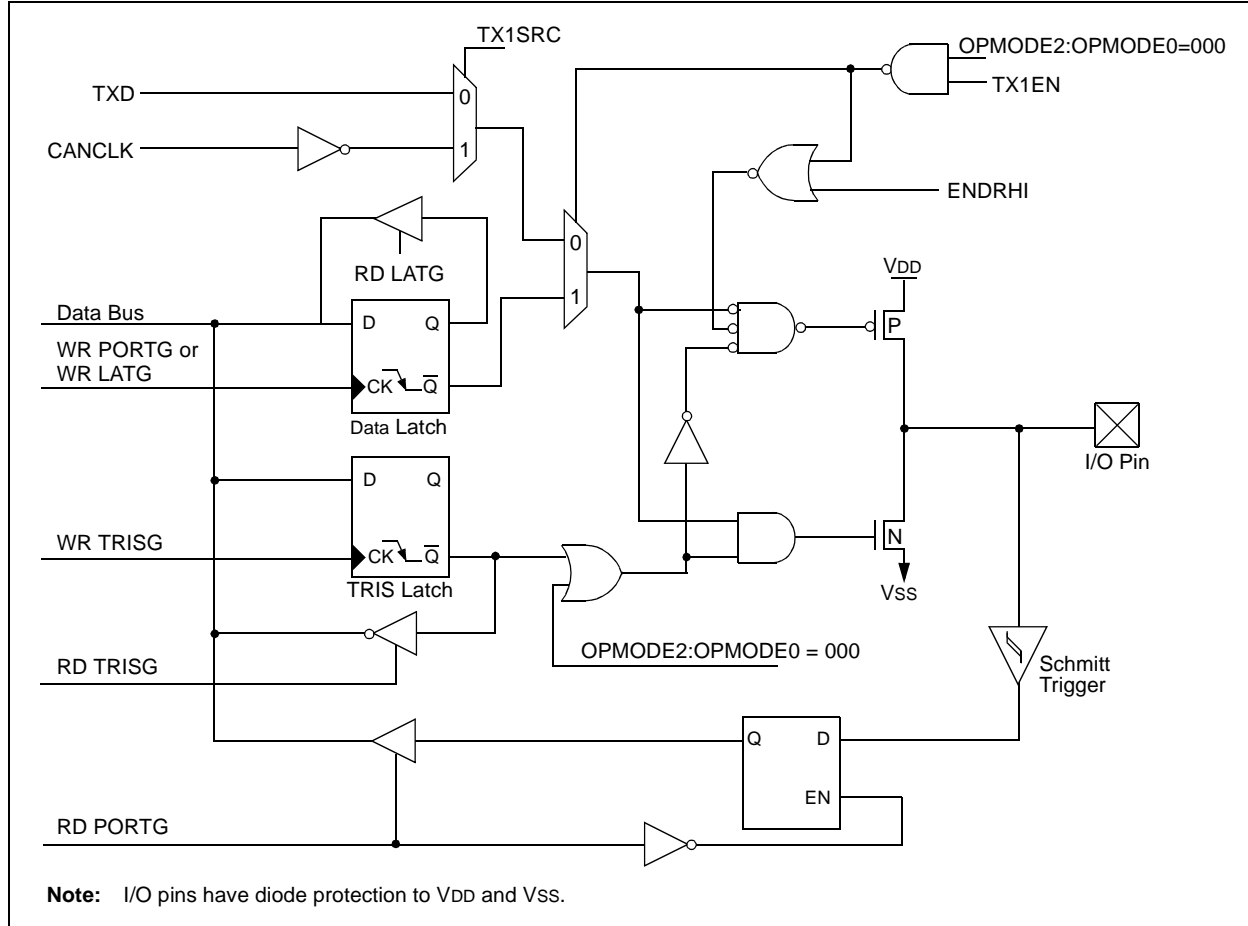 TX1SRC
OPMODE2:OPMODE0=000
TXD
0
TX1EN
CANCLK
1
ENDRHI
0
RD LATG
VDD
Data Bus
D
Q
1
P
WR PORTG or
WR LATG
CK
Q̅
Data Latch
I/O Pin
D
Q
WR TRISG
CK
Q̅
N
TRIS Latch
VSS
OPMODE2:OPMODE0 = 000
RD TRISG
Schmitt
Trigger
Q
D
EN
RD PORTG
Note: I/O pins have diode protection to VDD and VSS.